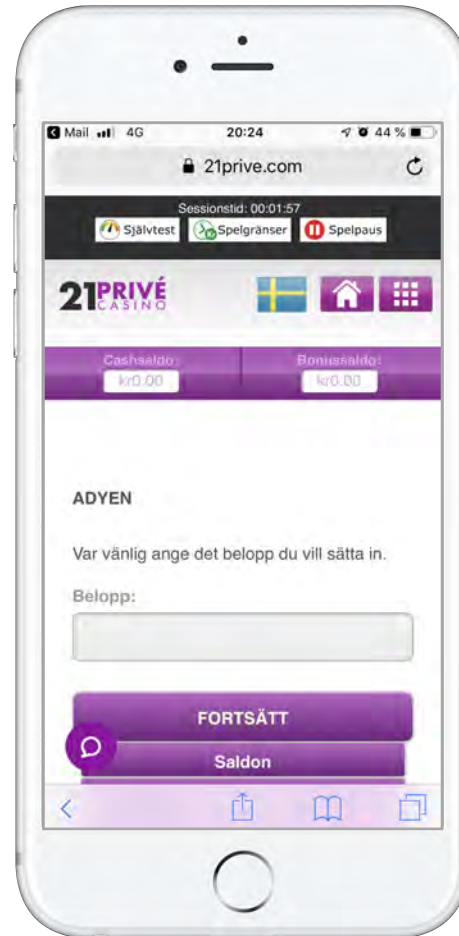 Mail 4G 20:24 44 %
21prive.com
Sessionstid: 00:01:57
Självtest Spelgränser Spelpaus
21PRIVÉ
CASINO
Cashsaldo: Bonussaldo:
kr0.00 kr0.00
ADYEN
Var vänlig ange det belopp du vill sätta in.
Belopp:
FORTSÄTT
Saldon